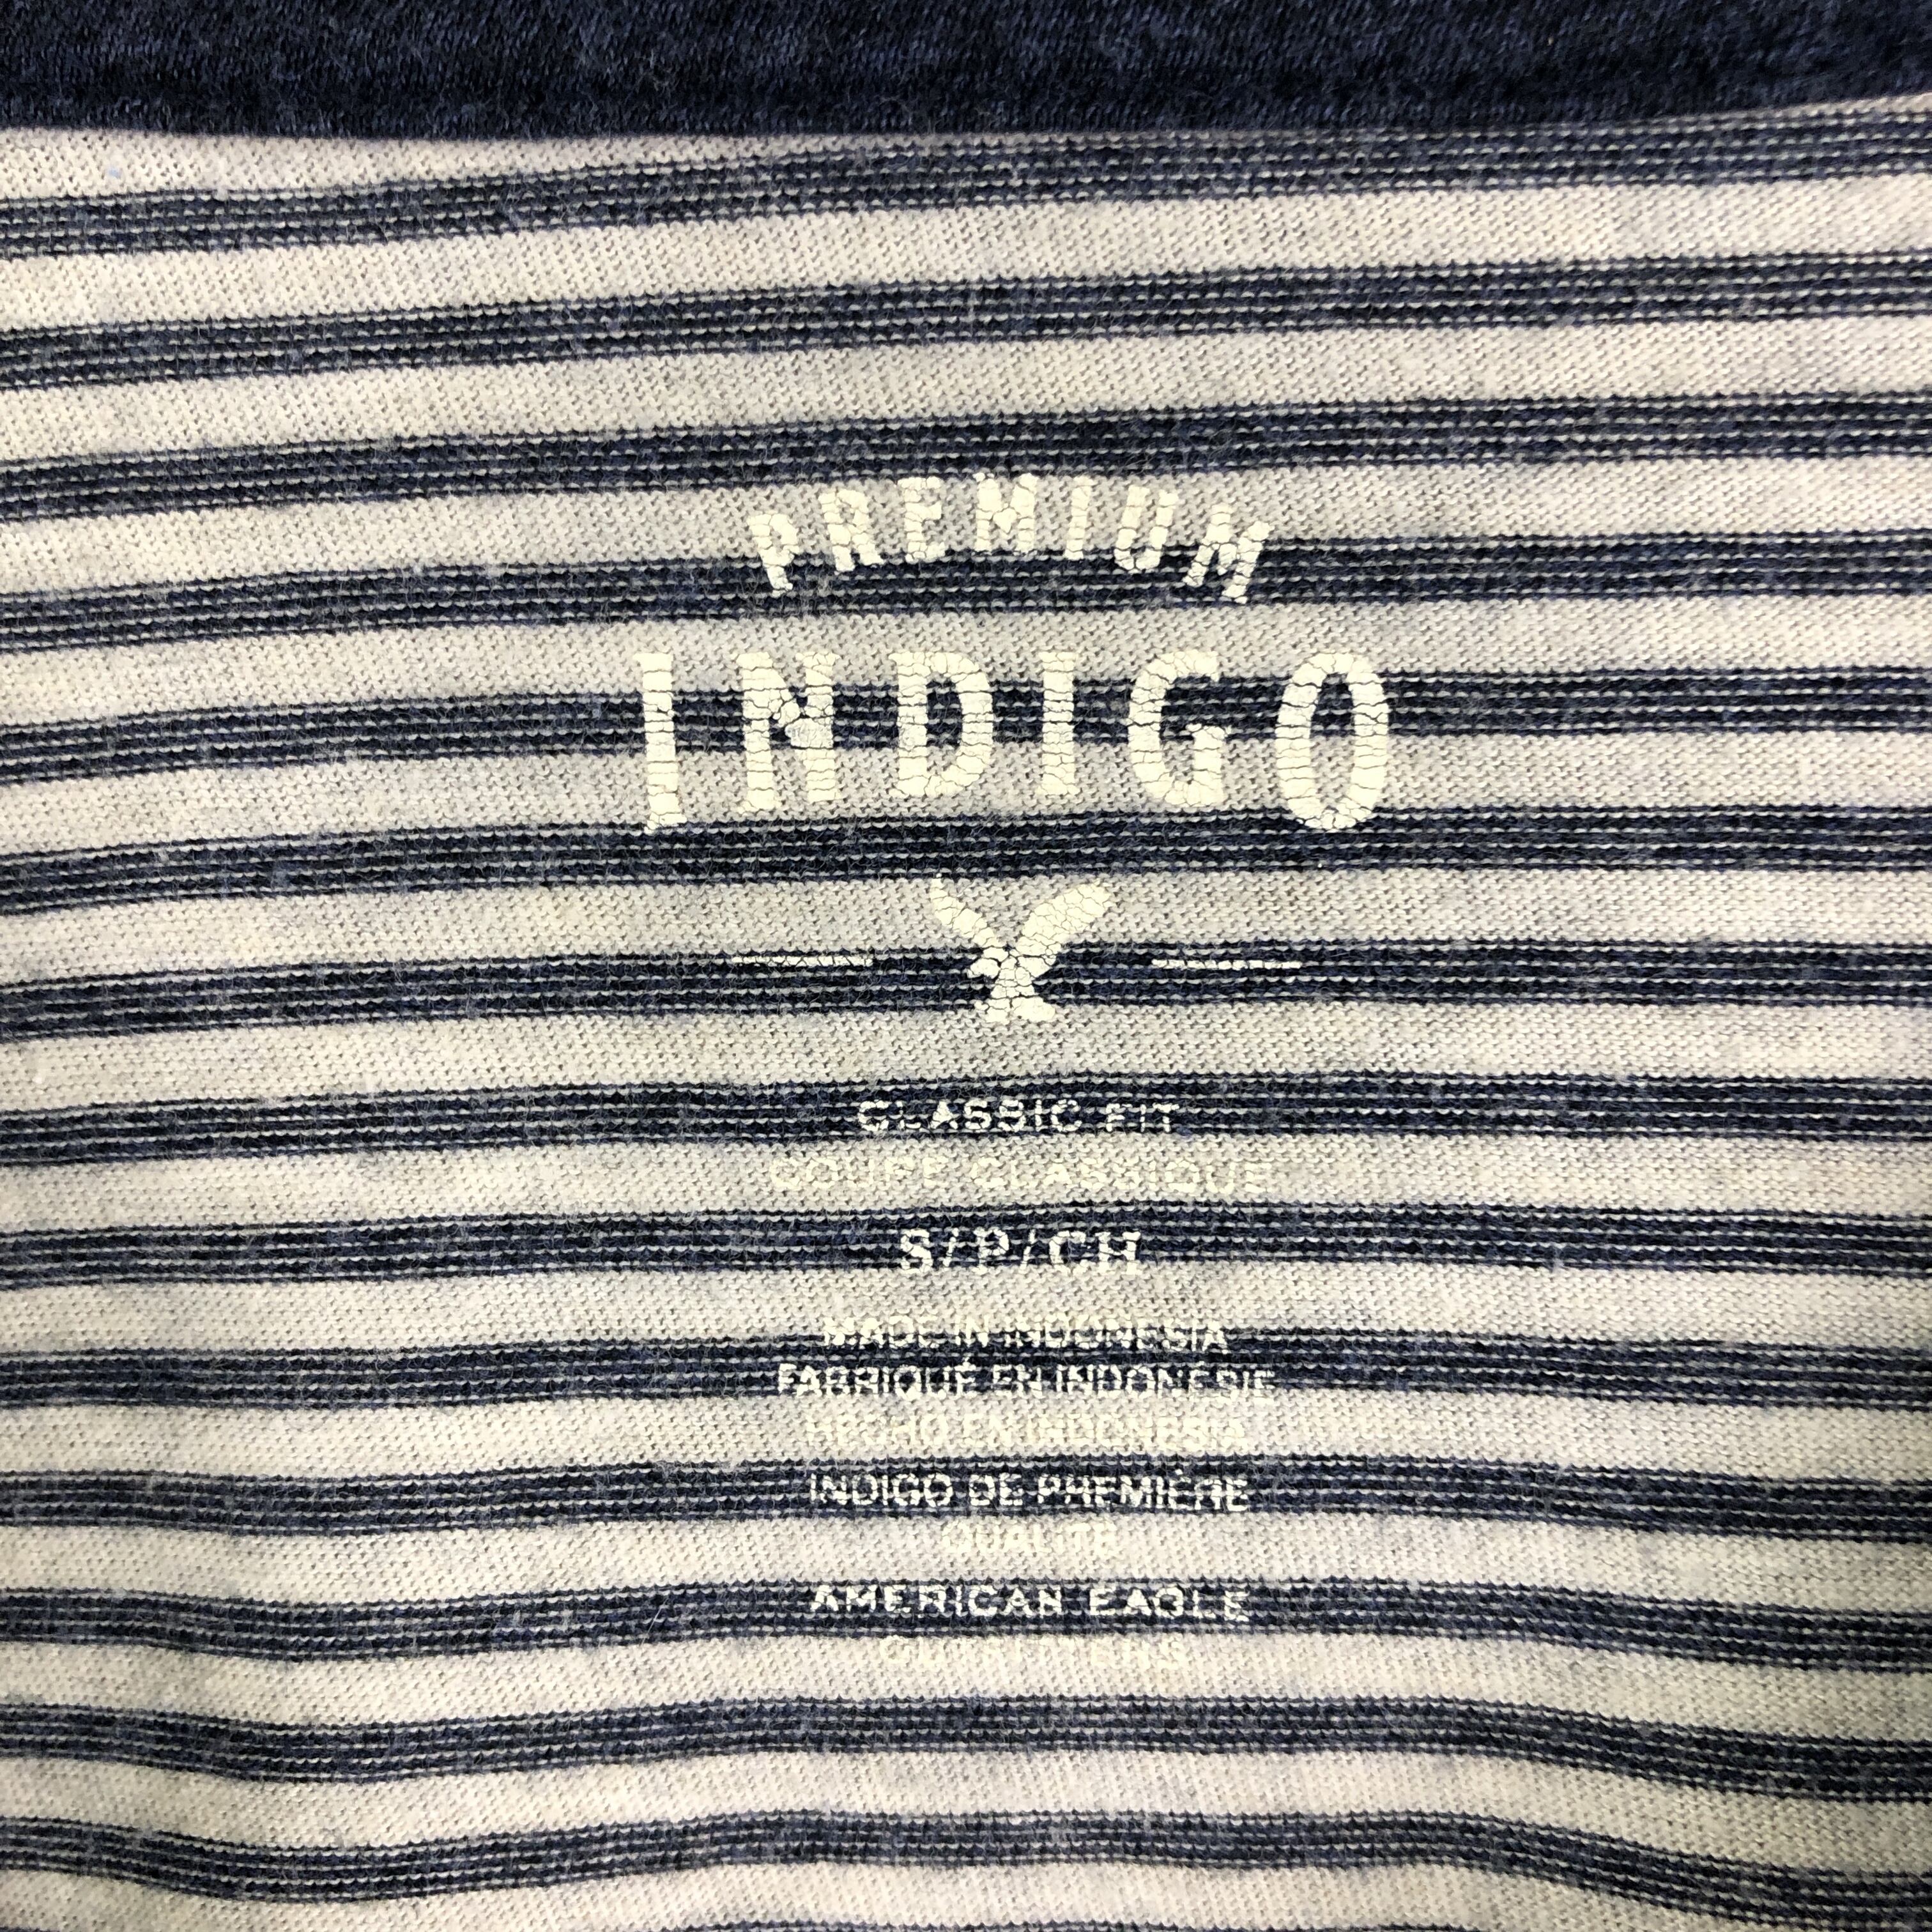 PREMIUM
INDIGO
CLASSIC FIT
COUPE CLASSIQUE
S/P/CH
MADE IN INDONESIA
FABRIQUÉ EN INDONÉSIE
HECHO EN INDONESIA
INDIGO DE PREMIÈRE
QUALITÉ
AMERICAN EAGLE
OUTFITTERS